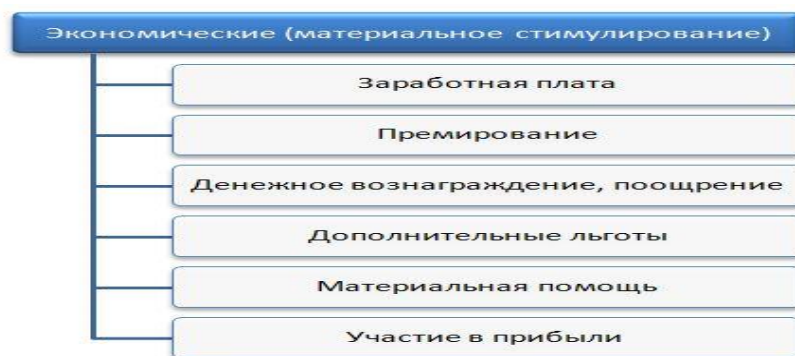 Экономические (материальное стимулирование)
Заработная плата
Премирование
Денежное вознаграждение, поощрение
Дополнительные льготы
Материальная помощь
Участие в прибыли